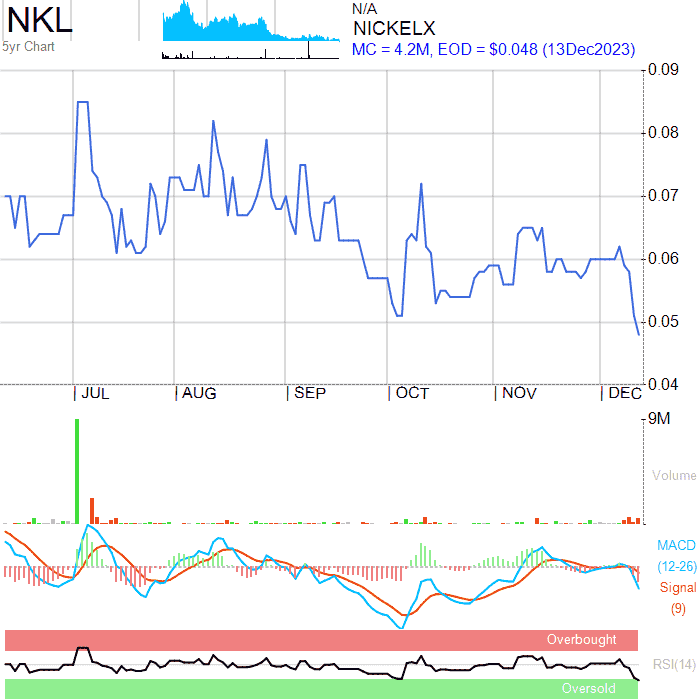 NKL
5yr Chart
N/A
NICKELX
MC = 4.2M, EOD = $0.048 (13Dec2023)
0.09
0.08
0.07
0.06
0.05
0.04
| JUL | AUG | SEP | OCT | NOV | DEC
9M
Volume
MACD
(12-26)
Signal
(9)
Overbought
RSI(14)
Oversold